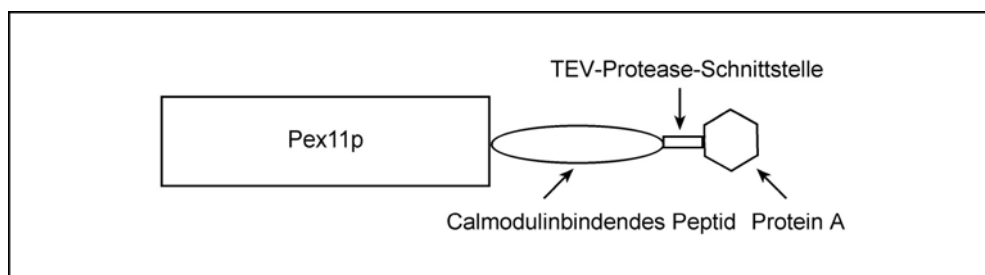 TEV-Protease-Schnittstelle
Pex11p
Calmodulinbindendes Peptid
Protein A